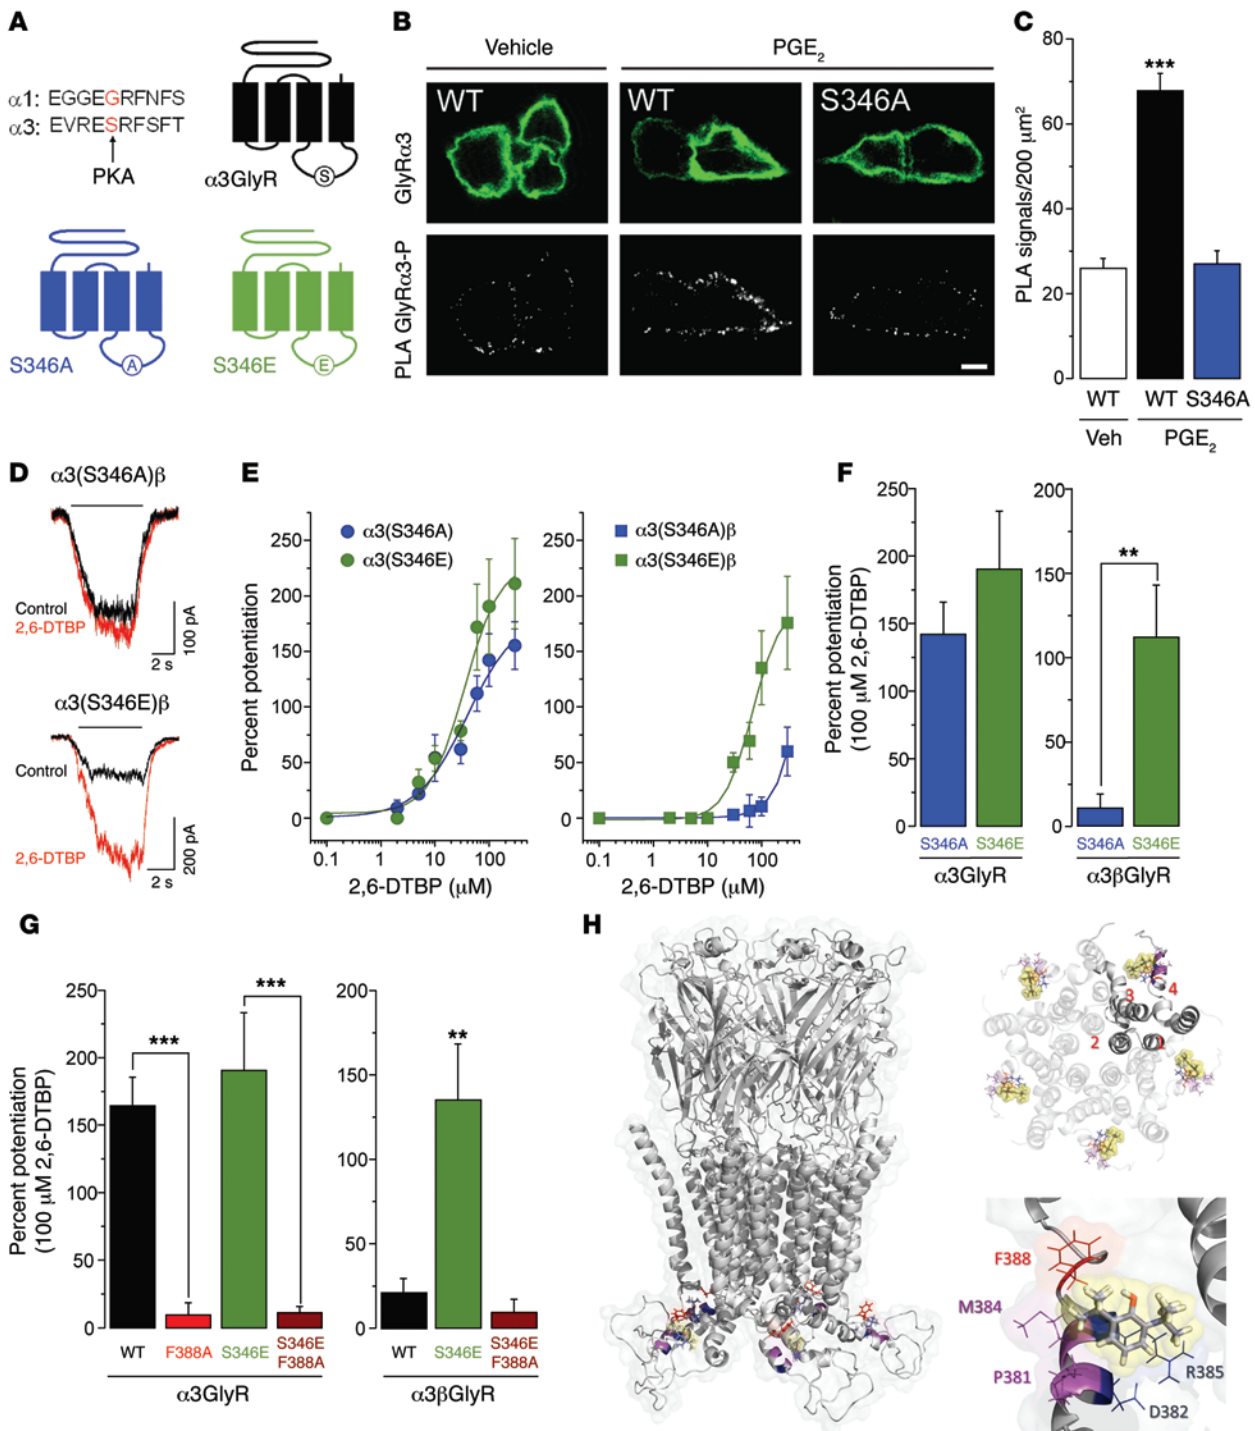 A
α1: EGGEGRFNFS
α3: EVRESRFSFT
PKA
α3GlyR
S
S346A
A
S346E
E
B
Vehicle
PGE2
WT
WT
S346A
GlyRα3
PLA GlyRα3-P
C
PLA signals/200 μm²
80
60
40
20
0
***
WT
WT
S346A
Veh
PGE2
D
α3(S346A)β
Control
2,6-DTBP
100 pA
2 s
α3(S346E)β
Control
2,6-DTBP
200 pA
2 s
E
Percent potentiation
250
200
150
100
50
0
α3(S346A)
α3(S346E)
0.1
1
10
100
2,6-DTBP (μM)
250
200
150
100
50
0
α3(S346A)β
α3(S346E)β
0.1
1
10
100
2,6-DTBP (μM)
F
Percent potentiation
(100 μM 2,6-DTBP)
250
200
150
100
50
0
S346A
S346E
α3GlyR
200
150
100
50
0
**
S346A
S346E
α3βGlyR
G
Percent potentiation
(100 μM 2,6-DTBP)
250
200
150
100
50
0
***
***
WT
F388A
S346E
S346E
F388A
α3GlyR
200
150
100
50
0
**
WT
S346E
S346E
F388A
α3βGlyR
H
3
4
2
1
F388
M384
P381
R385
D382